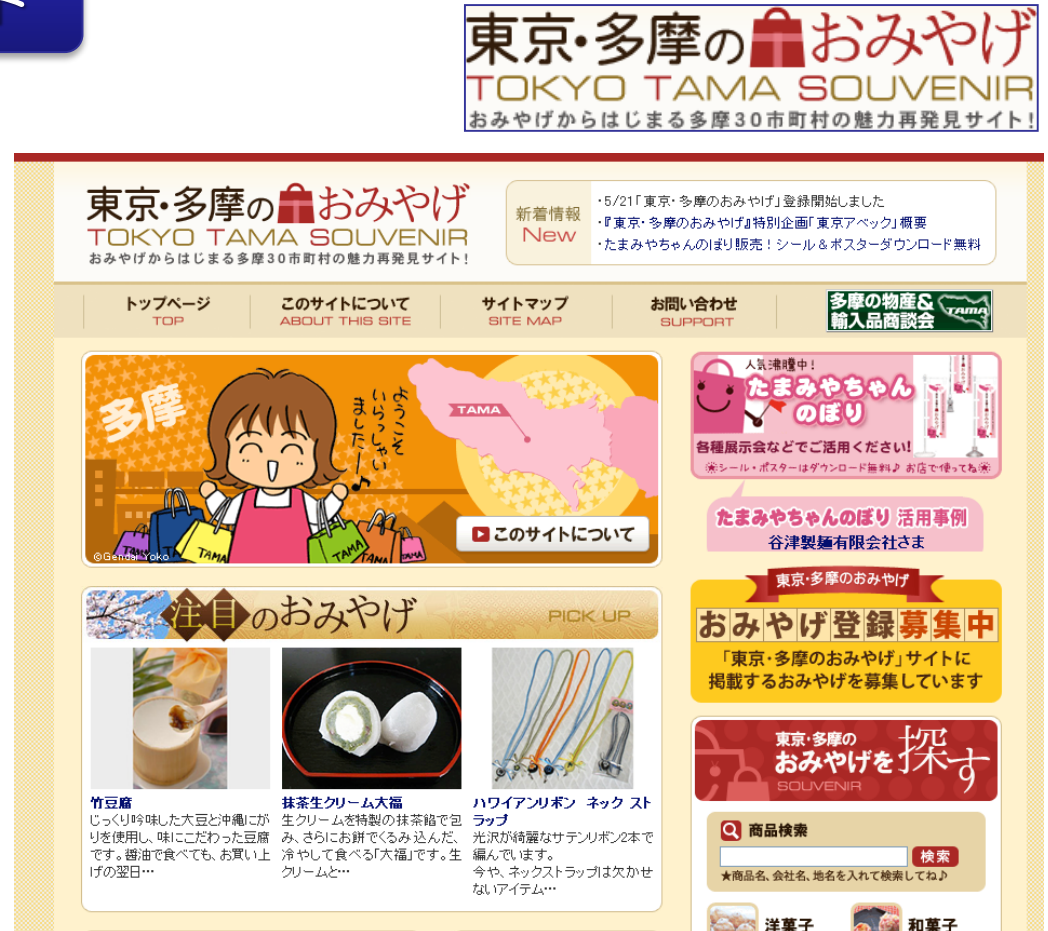 東京・多摩のおみやげ
TOKYO TAMA SOUVENIR
おみやげからはじまる多摩30市町村の魅力再発見サイト!
東京・多摩のおみやげ
TOKYO TAMA SOUVENIR
おみやげからはじまる多摩30市町村の魅力再発見サイト!
新着情報
New
・5/21「東京・多摩のおみやげ」登録開始しました
・『東京・多摩のおみやげ』特別企画「東京アベック」概要
・たまみやちゃんのぼり販売!シール&ポスターダウンロード無料
トップページ
TOP
このサイトについて
ABOUT THIS SITE
サイトマップ
SITE MAP
お問い合わせ
SUPPORT
多摩の物産&
輸入品商談会
TAMA
多摩
ようこそ
いらっしゃい
ました~♪
TAMA
TAMA
TAMA
TAMA
TAMA
©Gendai Yoko
このサイトについて
人気沸騰中!
たまみやちゃん
のぼり
各種展示会などでご活用ください!
シール・ポスターはダウンロード無料♪ お店で使ってね
たまみやちゃんのぼり 活用事例
谷津製麺有限会社さま
東京・多摩のおみやげ
おみやげ登録募集中
「東京・多摩のおみやげ」サイトに
掲載するおみやげを募集しています
注目のおみやげ
PICK UP
竹豆腐
じっくり吟味した大豆と沖縄にが
りを使用し、味にこだわった豆腐
です。醤油で食べても、お買い上
げの翌日…
抹茶生クリーム大福
生クリームを特製の抹茶餡で包
み、さらにお餅でくるみ込んだ、
冷やして食べる「大福」です。生
クリームと…
ハワイアンリボン ネック スト
ラップ
光沢が綺麗なサテンリボン2本で
編んでいます。
今や、ネックストラップは欠かせ
ないアイテム…
東京・多摩の
おみやげを探す
SOUVENIR
商品検索
検索
★商品名、会社名、地名を入れて検索してね♪
洋菓子
和菓子